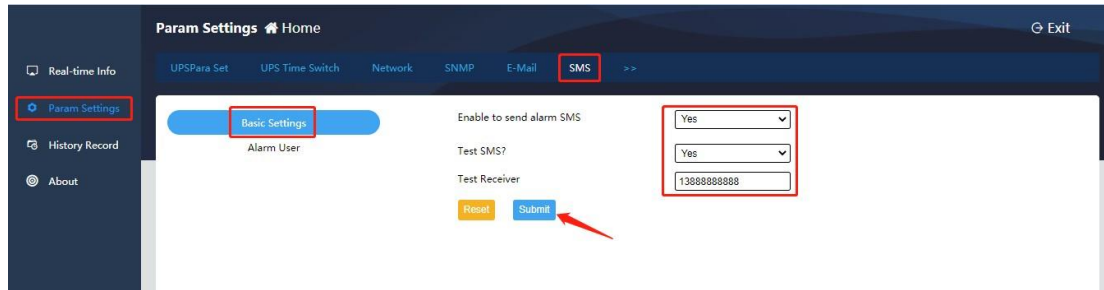 Param Settings Home
Exit
Real-time Info
Param Settings
History Record
About
UPSPara Set UPS Time Switch Network SNMP E-Mail SMS >>
Basic Settings
Alarm User
Enable to send alarm SMS Yes
Test SMS? Yes
Test Receiver 13888888888
Reset Submit